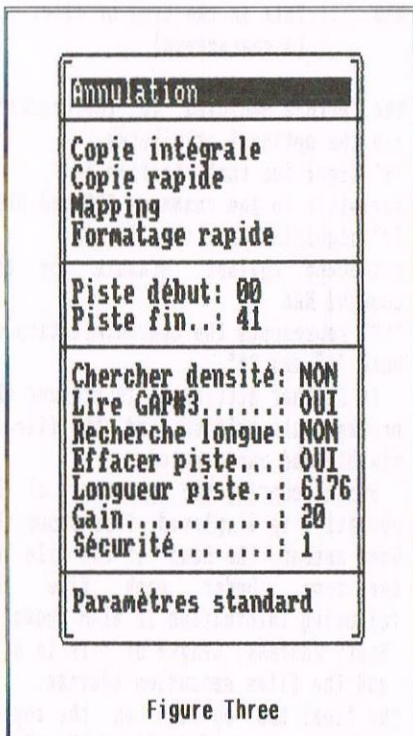 Annulation
Copie intégrale
Copie rapide
Mapping
Formatage rapide
Piste début: 00
Piste fin..: 41
Chercher densité: NON
Lire GAP#3......: OUI
Recherche longue: NON
Effacer piste...: OUI
Longueur piste..: 6176
Gain............: 20
Sécurité........: 1
Paramètres standard
Figure Three